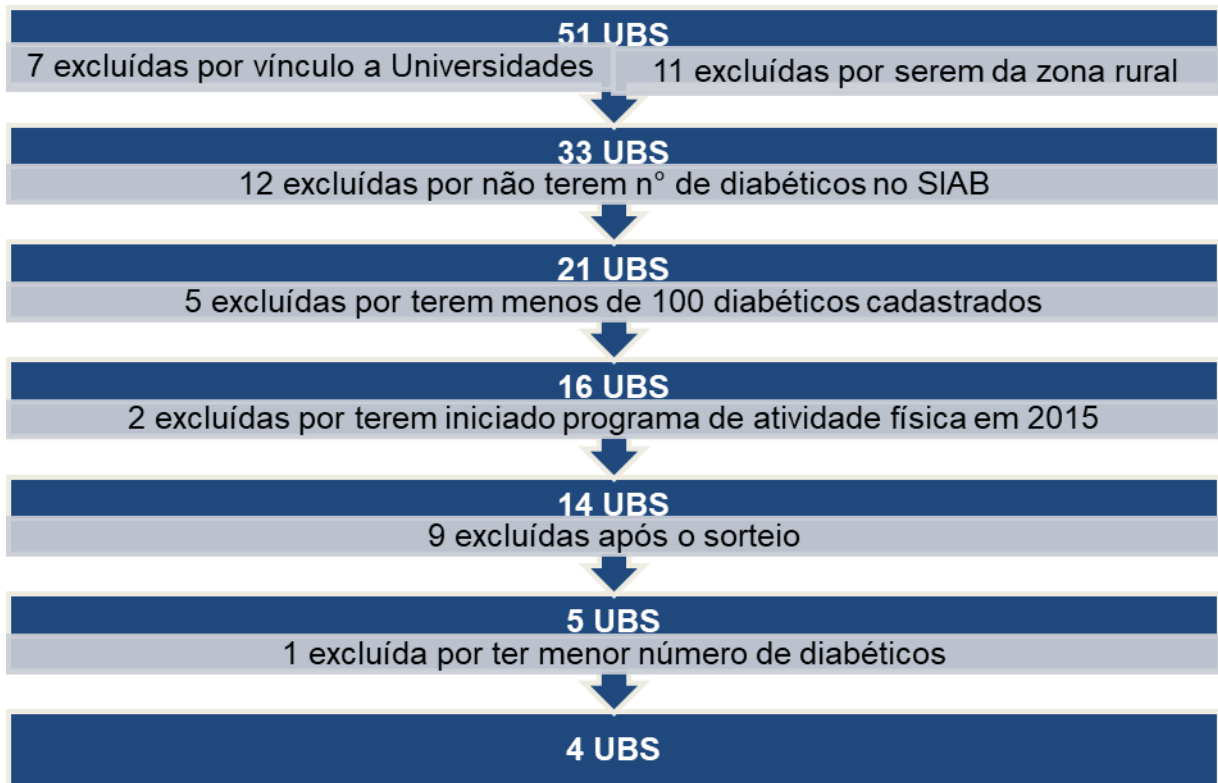 51 UBS
7 excluídas por vínculo a Universidades
11 excluídas por serem da zona rural
33 UBS
12 excluídas por não terem n° de diabéticos no SIAB
21 UBS
5 excluídas por terem menos de 100 diabéticos cadastrados
16 UBS
2 excluídas por terem iniciado programa de atividade física em 2015
14 UBS
9 excluídas após o sorteio
5 UBS
1 excluída por ter menor número de diabéticos
4 UBS